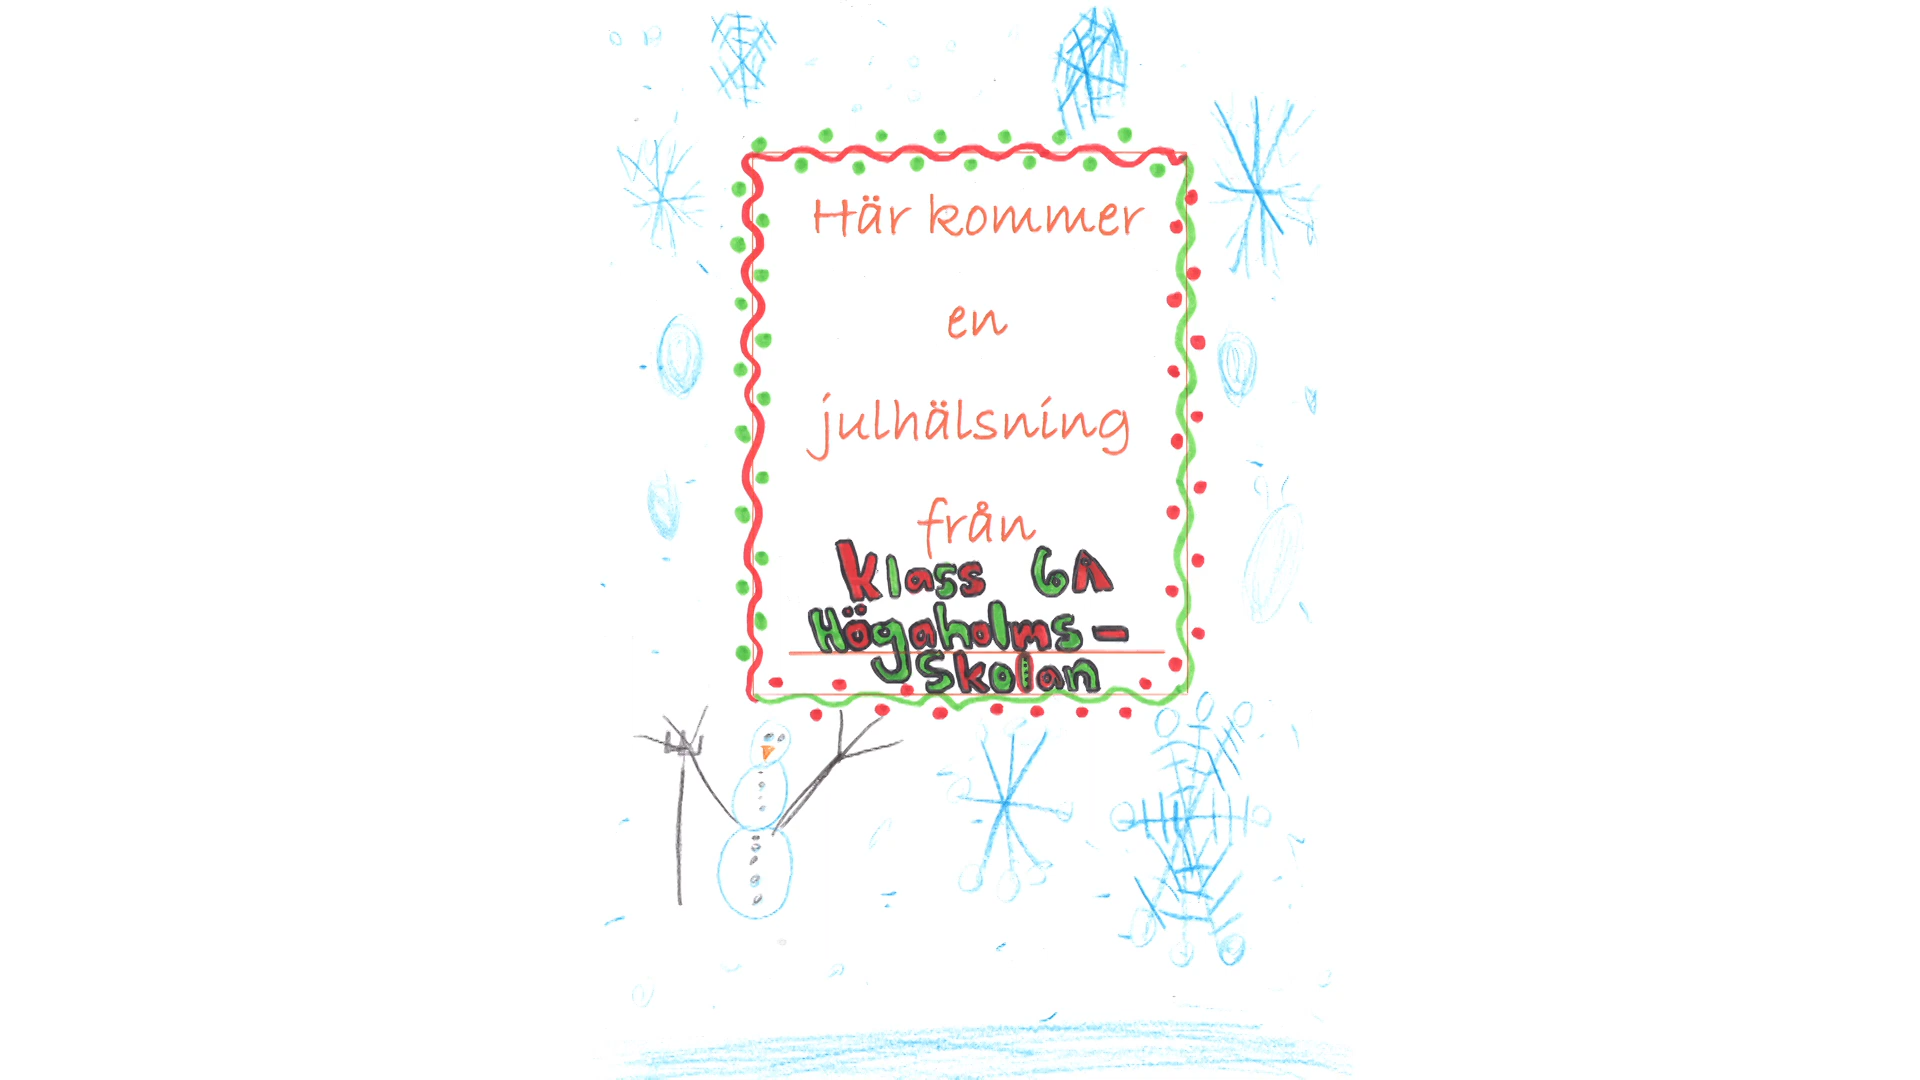 Här kommer
en
julhälsning
från
Klass 6A
Högaholms-
Skolan